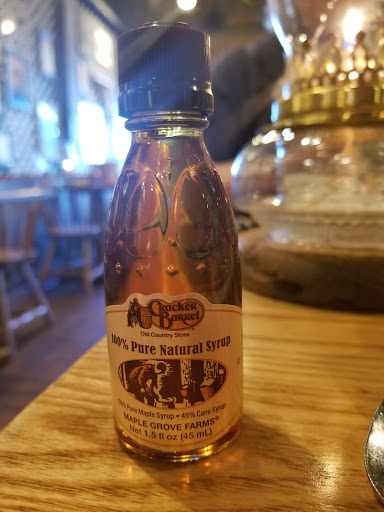 Cracker
Barrel
Old Country Store
100% Pure Natural Syrup
55% Pure Maple Syrup • 45% Cane Syrup
MAPLE GROVE FARMS®
Net 1.5 fl oz (45 mL)